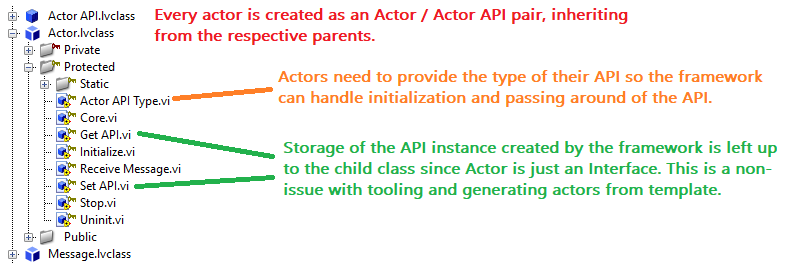 Actor API.lvclass
Every actor is created as an Actor / Actor API pair, inheriting
from the respective parents.
Actor.lvclass
Private
Protected
Static
Actor API Type.vi
Core.vi
Get API.vi
Initialize.vi
Receive Message.vi
Set API.vi
Stop.vi
Uninit.vi
Public
Message.lvclass
Actors need to provide the type of their API so the framework
can handle initialization and passing around of the API.
Storage of the API instance created by the framework is left up
to the child class since Actor is just an Interface. This is a non-
issue with tooling and generating actors from template.